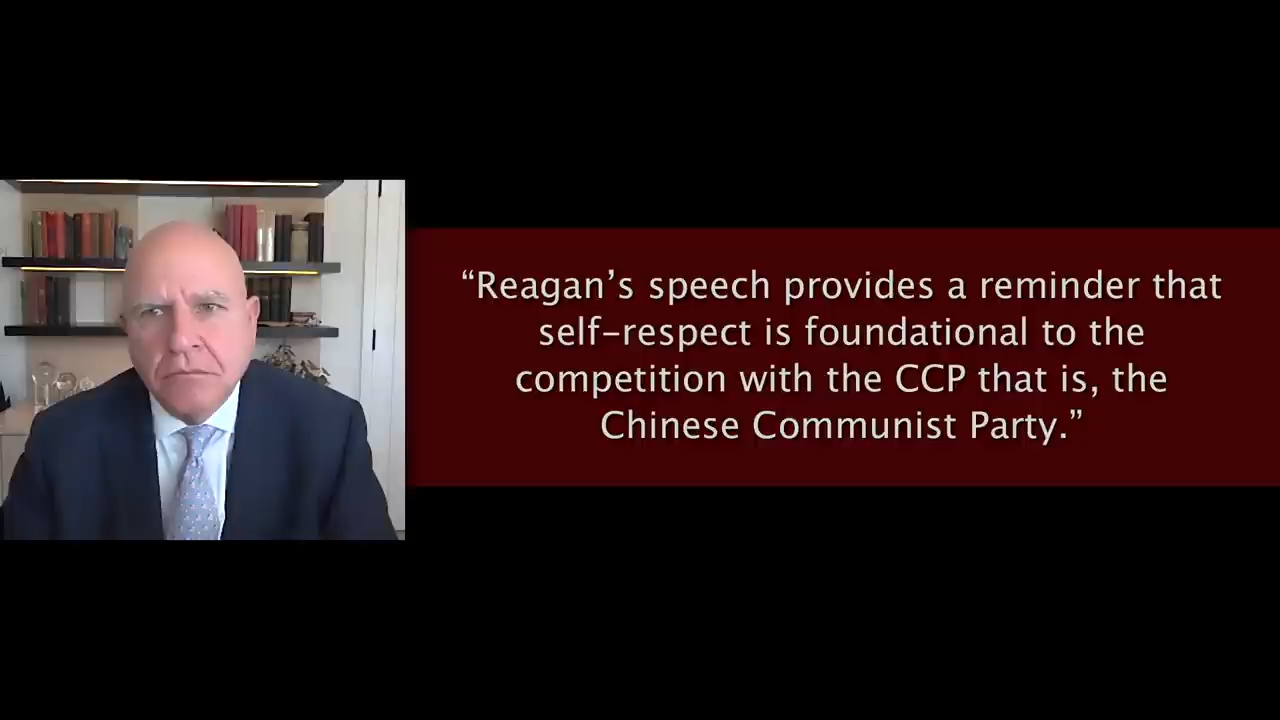 “Reagan’s speech provides a reminder that
self-respect is foundational to the
competition with the CCP that is, the
Chinese Communist Party.”